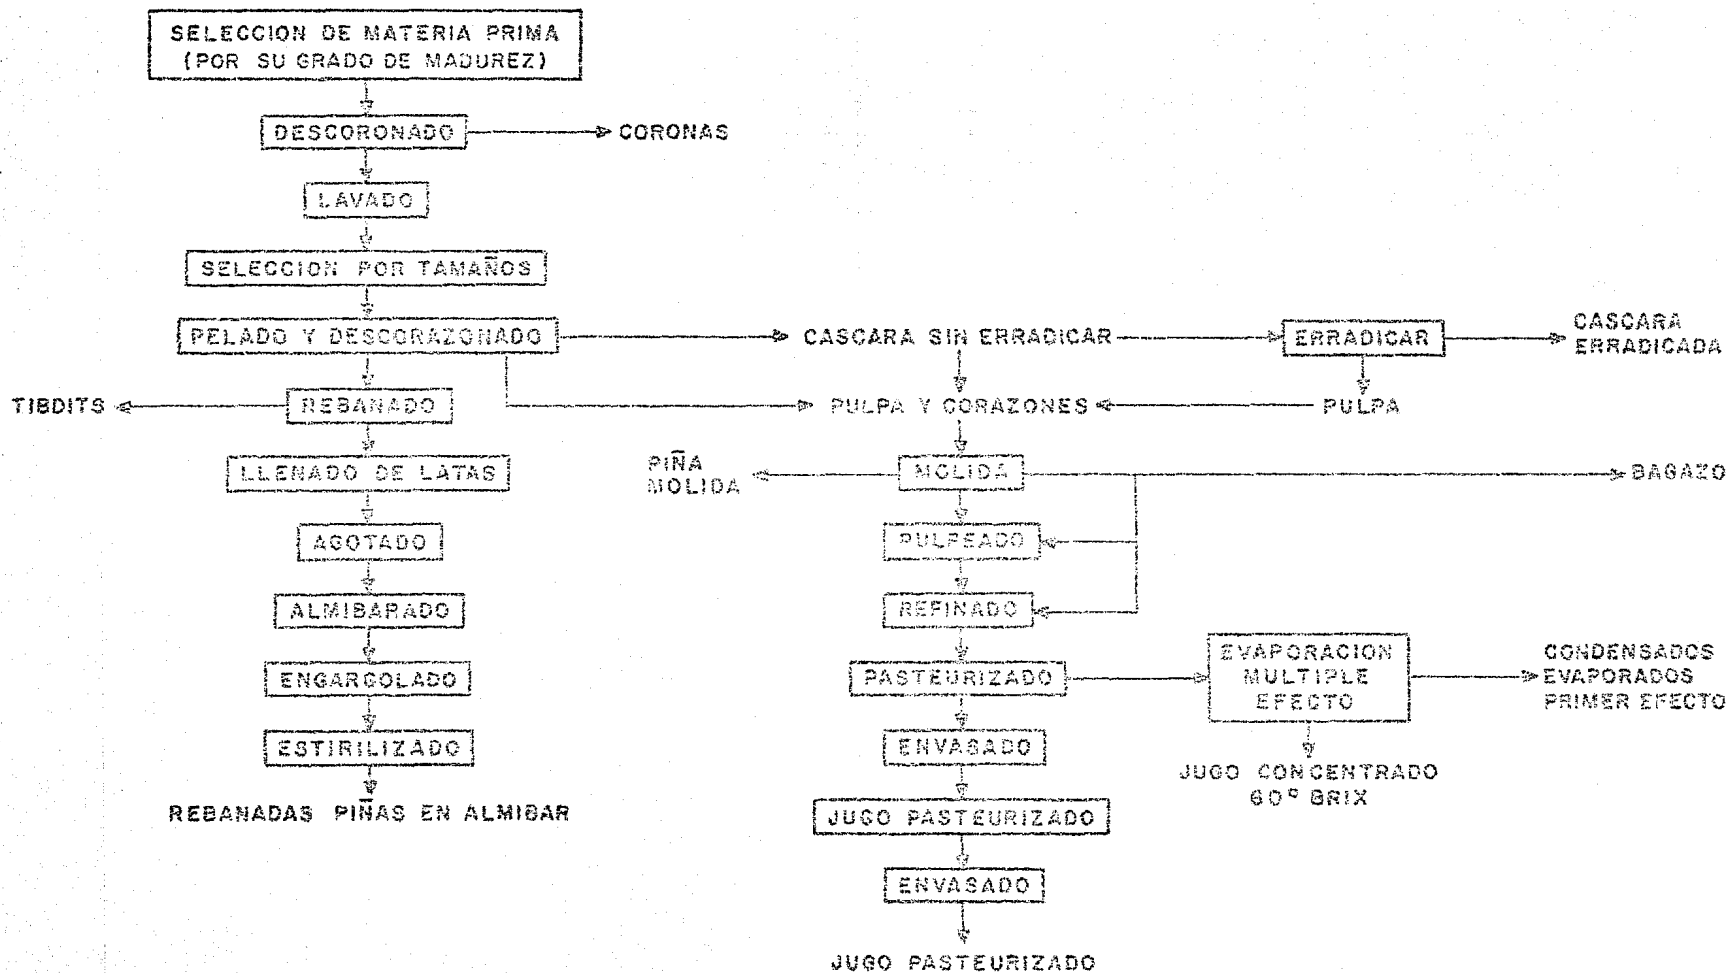 SELECCION DE MATERIA PRIMA
(POR SU GRADO DE MADUREZ)
DESCORONADO
CORONAS
LAVADO
SELECCION POR TAMAÑOS
PELADO Y DESCORAZONADO
CASCARA SIN ERRADICAR
ERRADICAR
CASCARA
ERRADICADA
TIBDITS
REBANADO
PULPA Y CORAZONES
PULPA
LLENADO DE LATAS
PIÑA
MOLIDA
MOLIDA
BAGAZO
AGOTADO
PULPEADO
ALMIBARADO
REFINADO
ENGARGOLADO
PASTEURIZADO
EVAPORACION
MULTIPLE
EFECTO
CONDENSADOS
EVAPORADOS
PRIMER EFECTO
ESTIRILIZADO
ENVASADO
JUGO CONCENTRADO
60° BRIX
REBANADAS PIÑAS EN ALMIBAR
JUGO PASTEURIZADO
ENVASADO
JUGO PASTEURIZADO